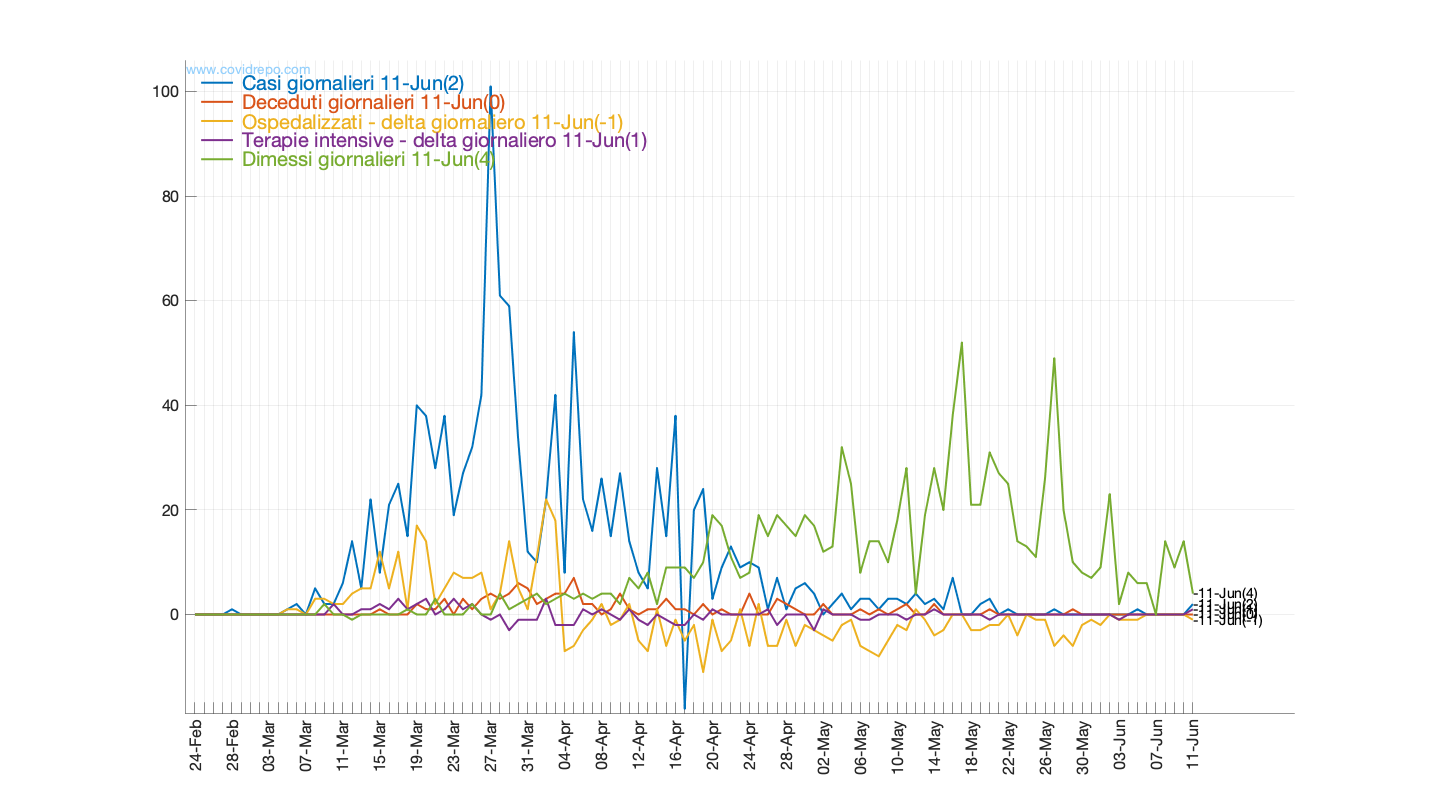 www.covidrepo.com
Casi giornalieri 11-Jun(2)
Deceduti giornalieri 11-Jun(0)
Ospedalizzati - delta giornaliero 11-Jun(-1)
Terapie intensive - delta giornaliero 11-Jun(1)
Dimessi giornalieri 11-Jun(4)
100
80
60
40
20
0
11-Jun(4)
11-Jun(2)
11-Jun(-1)
24-Feb
28-Feb
03-Mar
07-Mar
11-Mar
15-Mar
19-Mar
23-Mar
27-Mar
31-Mar
04-Apr
08-Apr
12-Apr
16-Apr
20-Apr
24-Apr
28-Apr
02-May
06-May
10-May
14-May
18-May
22-May
26-May
30-May
03-Jun
07-Jun
11-Jun